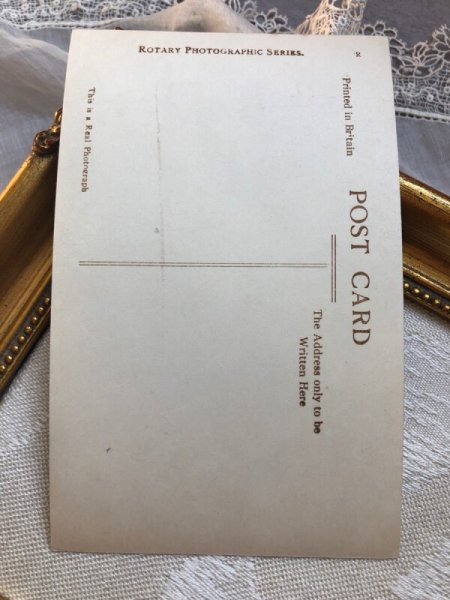 ROTARY PHOTOGRAPHIC SERIES.
Printed in Britain
POST CARD
The Address only to be
Written Here
This is a Real Photograph